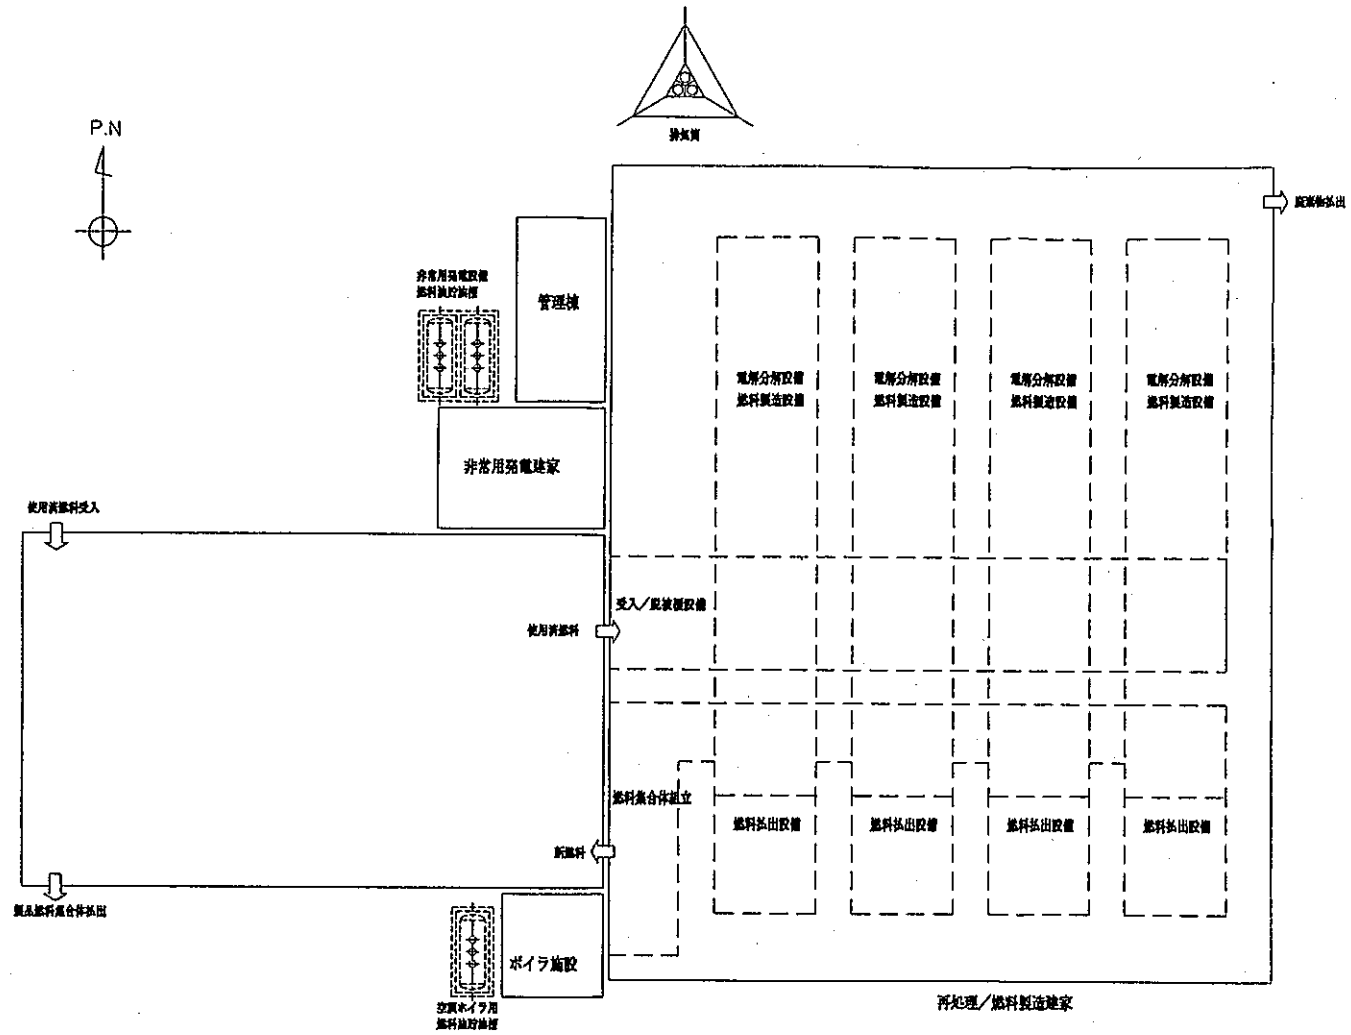 P.N
排気筒
廃棄物払出
非常用発電設備
燃料油貯油槽
管理棟
電解分解設備
燃料製造設備
電解分解設備
燃料製造設備
電解分解設備
燃料製造設備
電解分解設備
燃料製造設備
非常用発電建家
使用済燃料受入
受入/脱被覆設備
使用済燃料
燃料集合体組立
燃料払出設備
燃料払出設備
燃料払出設備
燃料払出設備
新燃料
製品燃料集合体払出
ボイラ施設
空調ボイラ用
燃料油貯油槽
再処理/燃料製造建家